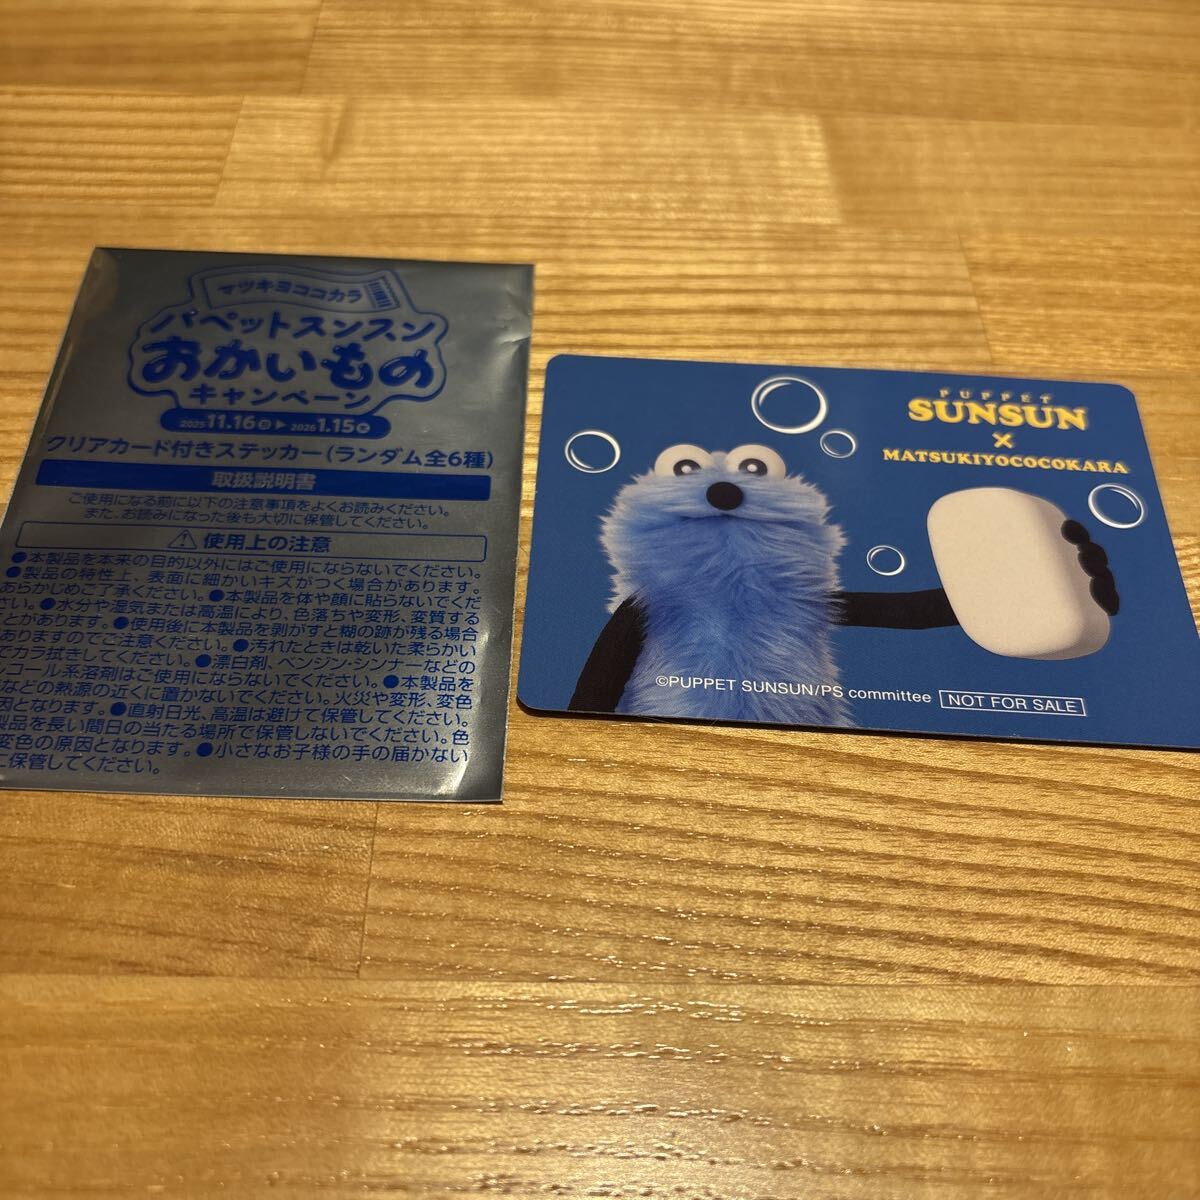 マツキヨココカラ
パペットスンスン
おかいもの
キャンペーン
2025 11.16 日 ▶ 2026 1.15 木
クリアカード付きステッカー(ランダム全6種)
取扱説明書
ご使用になる前に以下の注意事項をよくお読みください。
また、お読みになった後も大切に保管してください。
⚠ 使用上の注意
●本製品を本来の目的以外にはご使用にならないでください。
●製品の特性上、表面に細かいキズがつく場合があります。
あらかじめご了承ください。●本製品を体や顔に貼らないでくだ
さい。●水分や湿気または高温により、色落ちや変形、変質する
とがあります。●使用後に本製品を剥がすと糊の跡が残る場合
ありますのでご注意ください。●汚れたときは乾いた柔らかい
でカラ拭きしてください。●漂白剤、ベンジン・シンナーなどの
コール系溶剤はご使用にならないでください。●本製品を
などの熱源の近くに置かないでください。火災や変形、変色
因となります。●直射日光、高温は避けて保管してください。
製品を長い間日の当たる場所で保管しないでください。色
変色の原因となります。●小さなお子様の手の届かない
に保管してください。
PUPPET
SUNSUN
×
MATSUKIYOCOCOKARA
©PUPPET SUNSUN/PS committee NOT FOR SALE